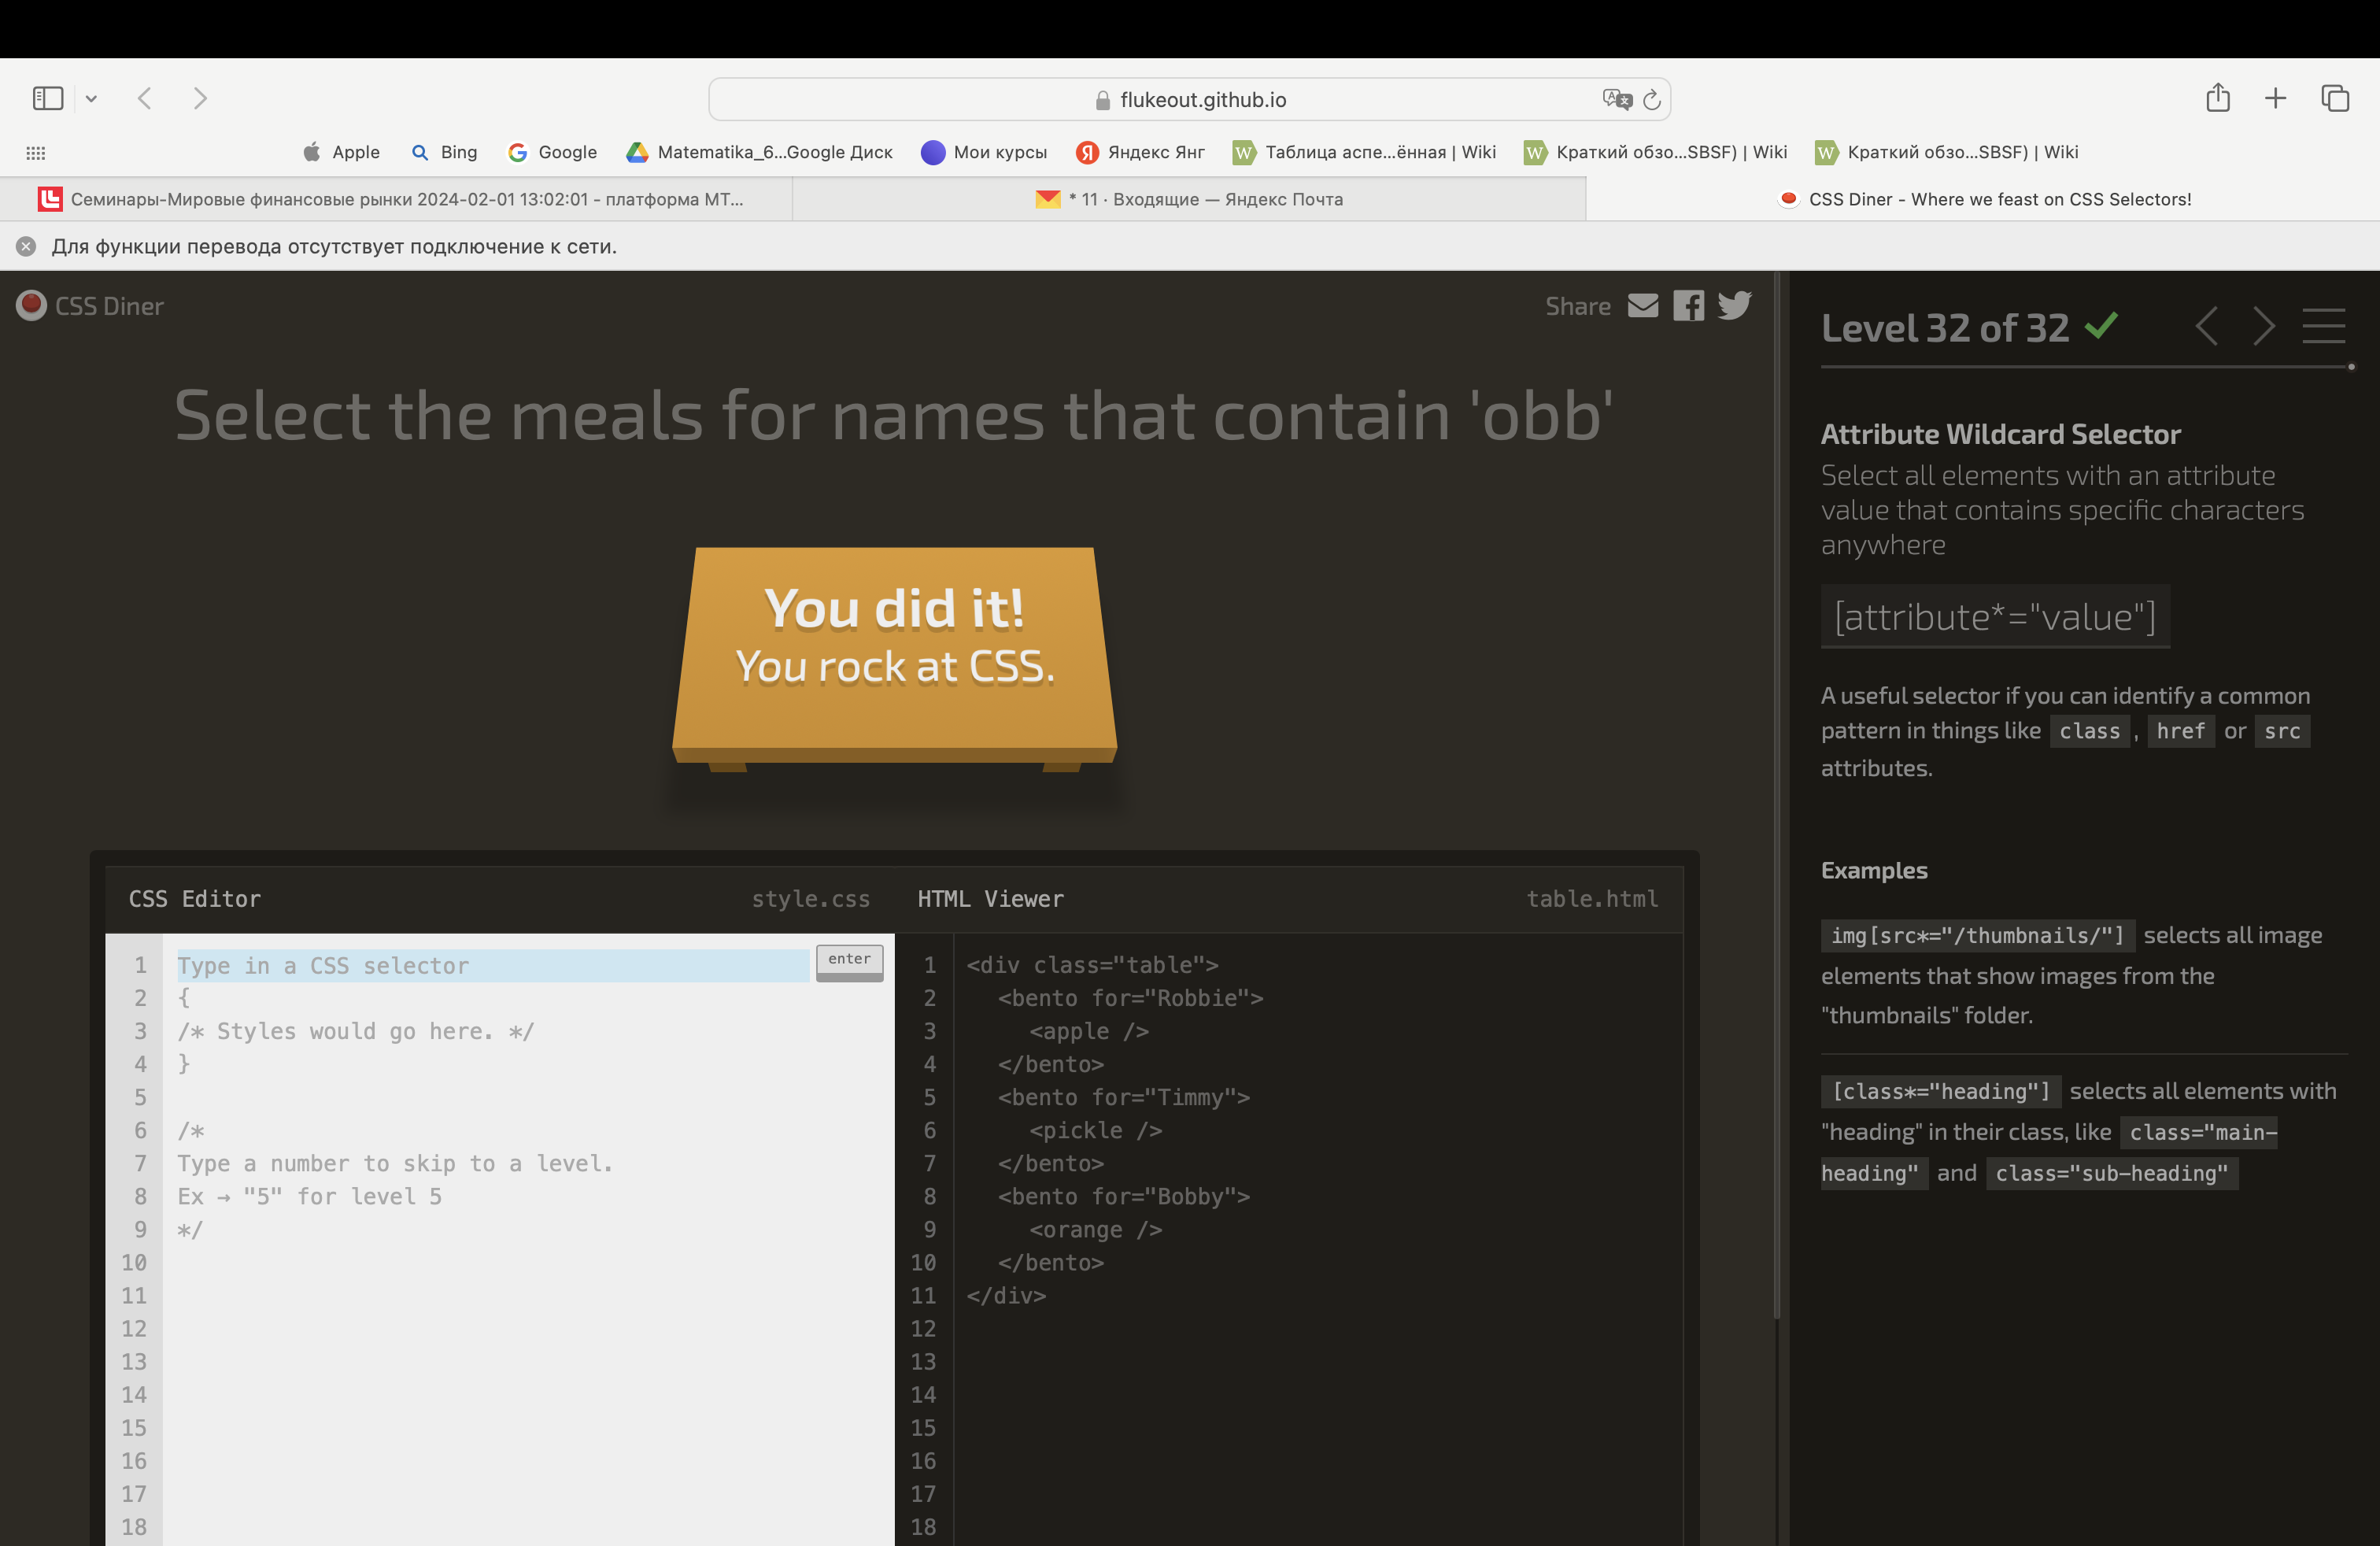 flukeout.github.io
Apple
Bing
Google
Matematika_6...Google Диск
Мои курсы
Яндекс Янг
Таблица аспе...ённая | Wiki
Краткий обзо...SBSF) | Wiki
Краткий обзо...SBSF) | Wiki
Семинары-Мировые финансовые рынки 2024-02-01 13:02:01 - платформа МТ...
* 11 · Входящие — Яндекс Почта
CSS Diner - Where we feast on CSS Selectors!
Для функции перевода отсутствует подключение к сети.
CSS Diner
Share
Select the meals for names that contain 'obb'
You did it!
You rock at CSS.
CSS Editor
style.css
1 Type in a CSS selector
enter
2 {
3 /* Styles would go here. */
4 }
5
6 /*
7 Type a number to skip to a level.
8 Ex → "5" for level 5
9 */
10
11
12
13
14
15
16
17
18
HTML Viewer
table.html
1 <div class="table">
2 <bento for="Robbie">
3 <apple />
4 </bento>
5 <bento for="Timmy">
6 <pickle />
7 </bento>
8 <bento for="Bobby">
9 <orange />
10 </bento>
11 </div>
12
13
14
15
16
17
18
Level 32 of 32
Attribute Wildcard Selector
Select all elements with an attribute
value that contains specific characters
anywhere
[attribute*="value"]
A useful selector if you can identify a common
pattern in things like class , href or src
attributes.
Examples
img[src*="/thumbnails/"] selects all image
elements that show images from the
"thumbnails" folder.
[class*="heading"] selects all elements with
"heading" in their class, like class="main-
heading" and class="sub-heading"